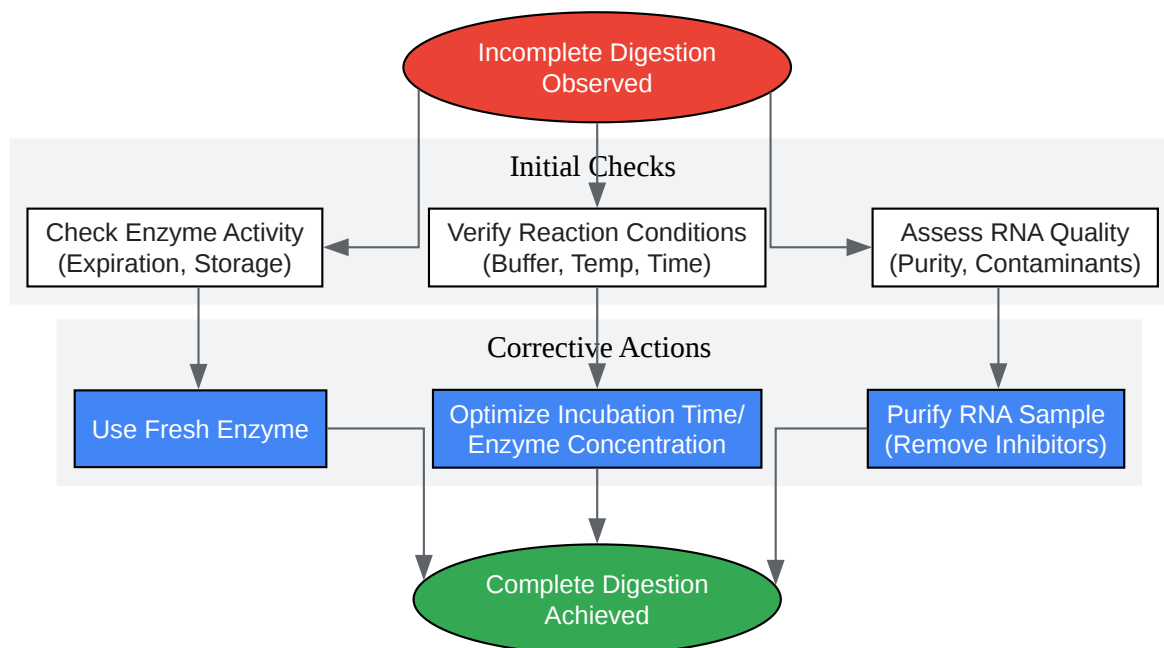 Incomplete Digestion
Observed
Initial Checks
Check Enzyme Activity
(Expiration, Storage)
Verify Reaction Conditions
(Buffer, Temp, Time)
Assess RNA Quality
(Purity, Contaminants)
Corrective Actions
Use Fresh Enzyme
Optimize Incubation Time/
Enzyme Concentration
Purify RNA Sample
(Remove Inhibitors)
Complete Digestion
Achieved